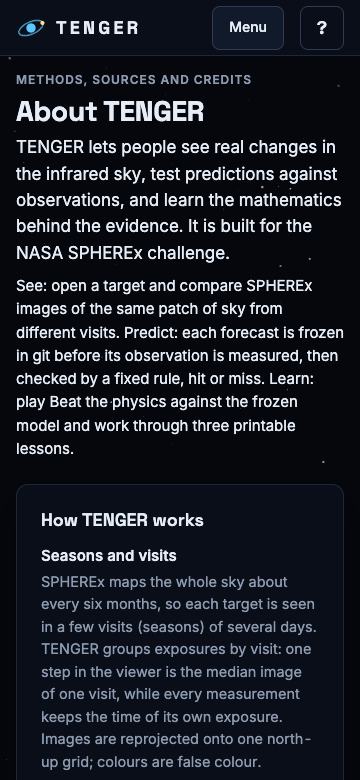 TENGER
Menu
?
METHODS, SOURCES AND CREDITS
About TENGER
TENGER lets people see real changes in
the infrared sky, test predictions against
observations, and learn the mathematics
behind the evidence. It is built for the
NASA SPHEREx challenge.
See: open a target and compare SPHEREx
images of the same patch of sky from
different visits. Predict: each forecast is frozen
in git before its observation is measured, then
checked by a fixed rule, hit or miss. Learn:
play Beat the physics against the frozen
model and work through three printable
lessons.
How TENGER works
Seasons and visits
SPHEREx maps the whole sky about
every six months, so each target is seen
in a few visits (seasons) of several days.
TENGER groups exposures by visit: one
step in the viewer is the median image
of one visit, while every measurement
keeps the time of its own exposure.
Images are reprojected onto one north-
up grid; colours are false colour.